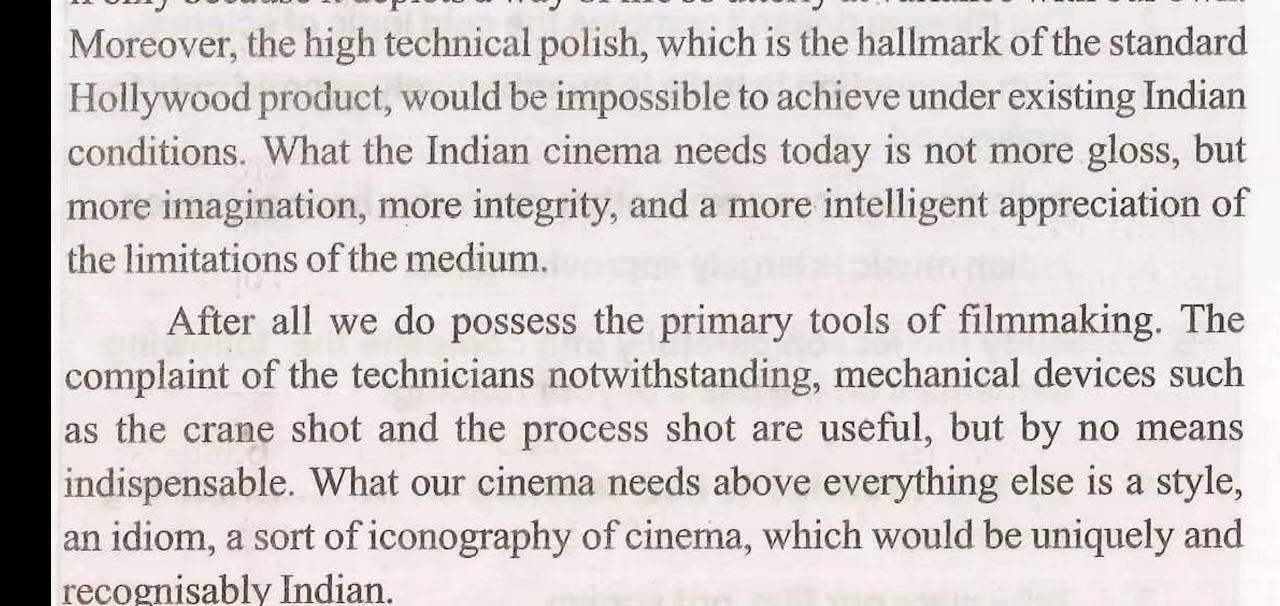 Moreover, the high technical polish, which is the hallmark of the standard
Hollywood product, would be impossible to achieve under existing Indian
conditions. What the Indian cinema needs today is not more gloss, but
more imagination, more integrity, and a more intelligent appreciation of
the limitations of the medium.
After all we do possess the primary tools of filmmaking. The
complaint of the technicians notwithstanding, mechanical devices such
as the crane shot and the process shot are useful, but by no means
indispensable. What our cinema needs above everything else is a style,
an idiom, a sort of iconography of cinema, which would be uniquely and
recognisably Indian.